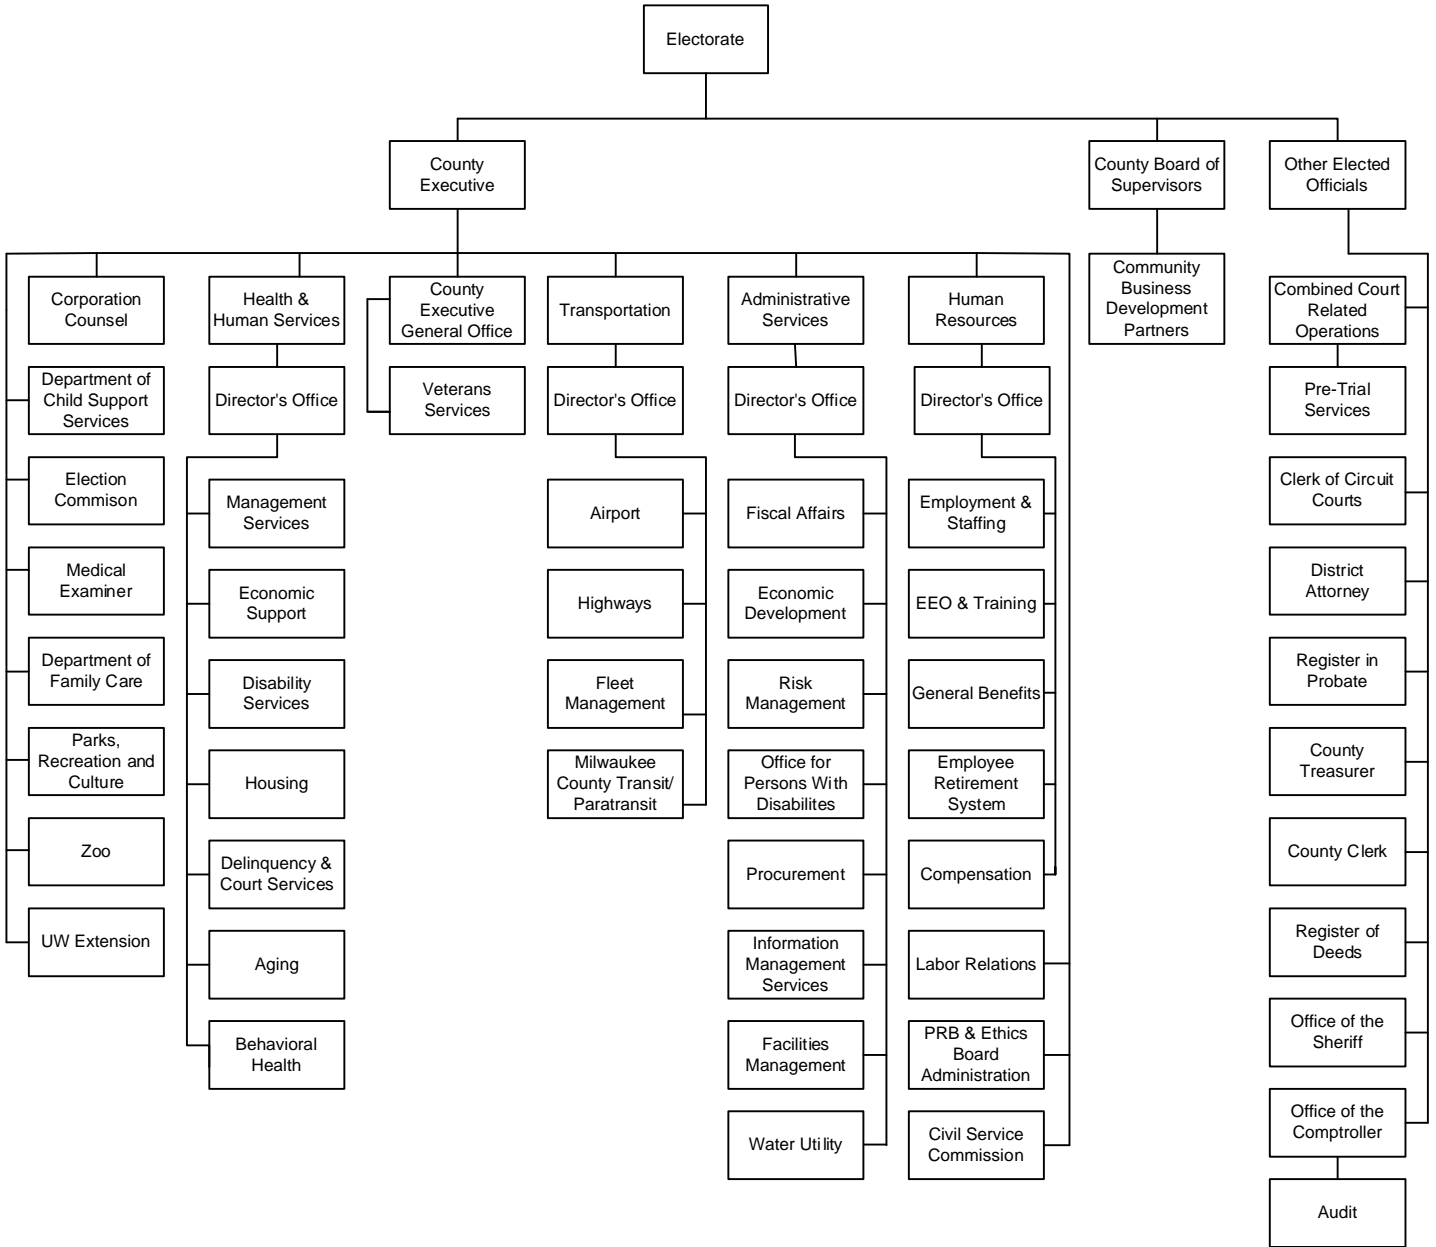 Electorate
County
Executive
County Board of
Supervisors
Other Elected
Officials
Corporation
Counsel
Health &
Human Services
County
Executive
General Office
Transportation
Administrative
Services
Human
Resources
Community
Business
Development
Partners
Combined Court
Related
Operations
Department of
Child Support
Services
Director's Office
Veterans
Services
Director's Office
Director's Office
Director's Office
Pre-Trial
Services
Election
Commison
Management
Services
Airport
Fiscal Affairs
Employment &
Staffing
Clerk of Circuit
Courts
Medical
Examiner
Economic
Support
Highways
Economic
Development
EEO & Training
District
Attorney
Department of
Family Care
Disability
Services
Fleet
Management
Risk
Management
General Benefits
Register in
Probate
Parks,
Recreation and
Culture
Housing
Milwaukee
County Transit/
Paratransit
Office for
Persons With
Disabilites
Employee
Retirement
System
County
Treasurer
Zoo
Delinquency &
Court Services
Procurement
Compensation
County Clerk
UW Extension
Aging
Information
Management
Services
Labor Relations
Register of
Deeds
Behavioral
Health
Facilities
Management
PRB & Ethics
Board
Administration
Office of the
Sheriff
Water Utility
Civil Service
Commission
Office of the
Comptroller
Audit